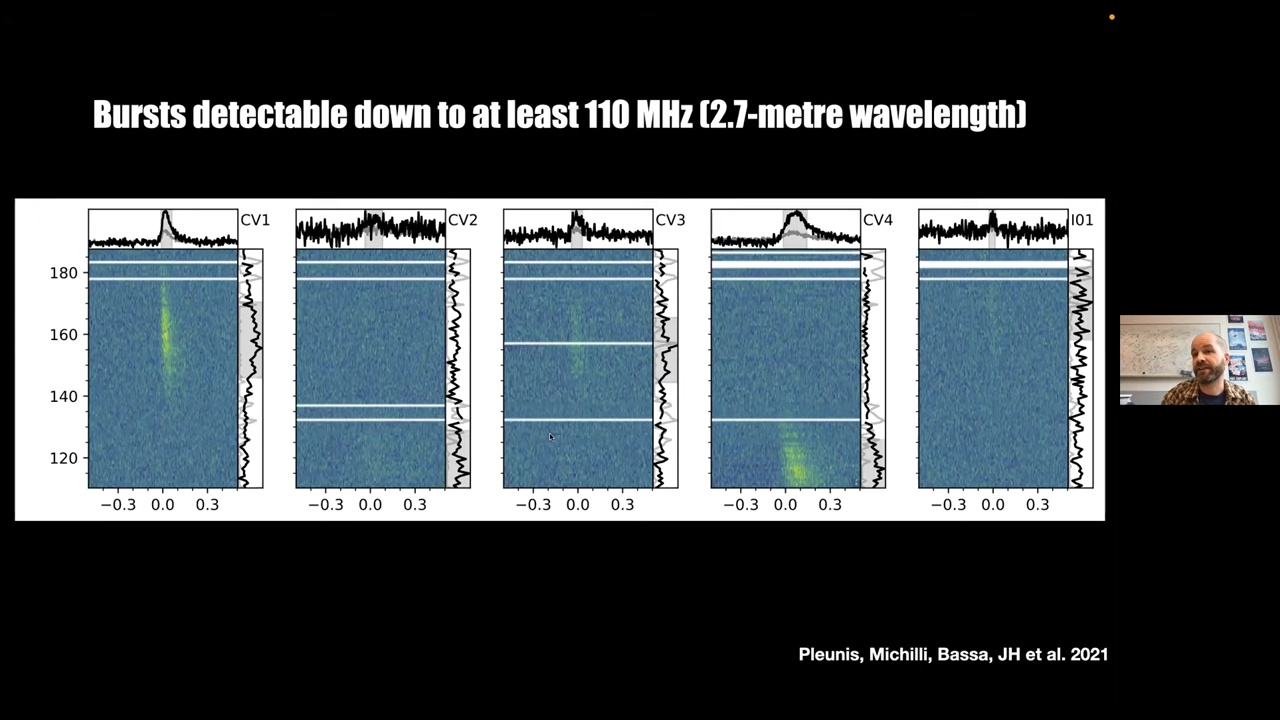 Bursts detectable down to at least 110 MHz (2.7-metre wavelength)
CV1
CV2
CV3
CV4
I01
180
160
140
120
−0.3 0.0 0.3
−0.3 0.0 0.3
−0.3 0.0 0.3
−0.3 0.0 0.3
−0.3 0.0 0.3
Pleunis, Michilli, Bassa, JH et al. 2021